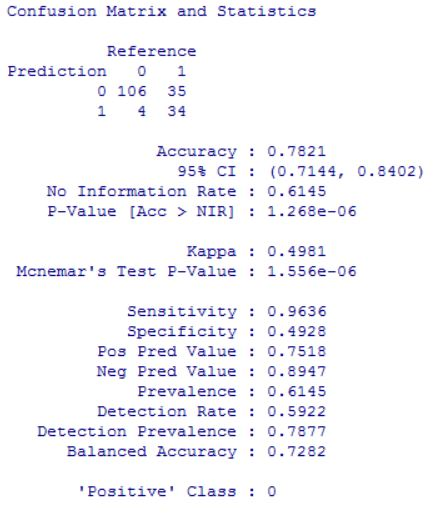 Confusion Matrix and Statistics
Reference
Prediction 0 1
0 106 35
1 4 34
Accuracy : 0.7821
95% CI : (0.7144, 0.8402)
No Information Rate : 0.6145
P-Value [Acc > NIR] : 1.268e-06
Kappa : 0.4981
Mcnemar's Test P-Value : 1.556e-06
Sensitivity : 0.9636
Specificity : 0.4928
Pos Pred Value : 0.7518
Neg Pred Value : 0.8947
Prevalence : 0.6145
Detection Rate : 0.5922
Detection Prevalence : 0.7877
Balanced Accuracy : 0.7282
'Positive' Class : 0